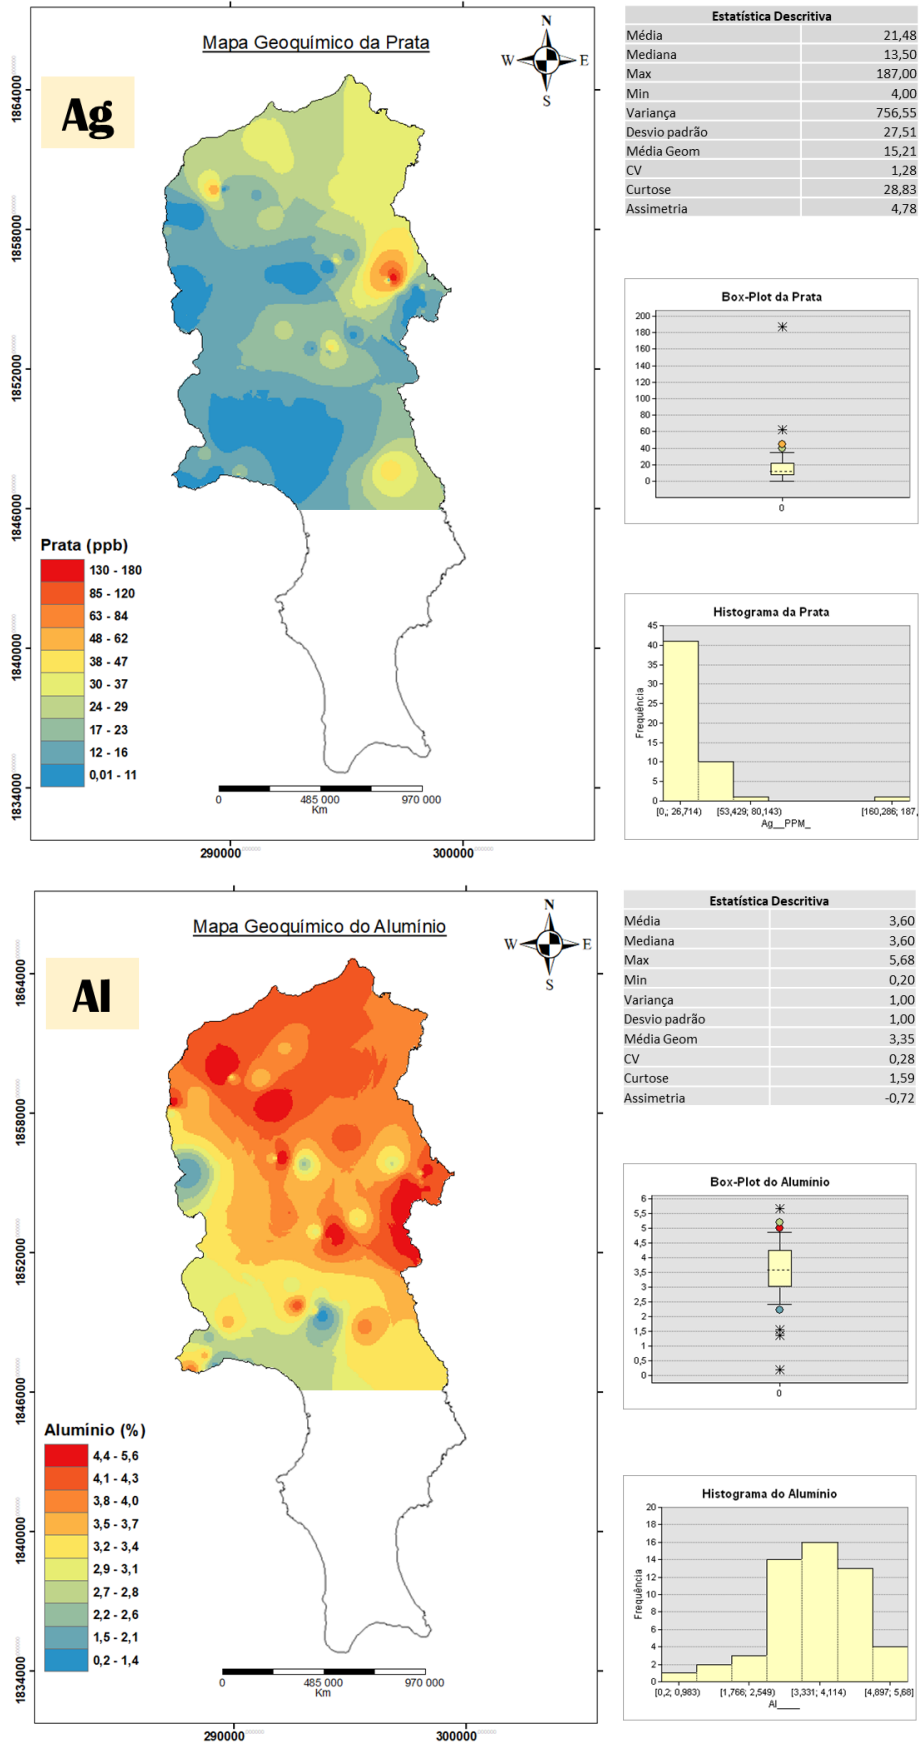 Mapa Geoquímico da Prata
Ag
N
W E
S
1864000
1858000
1852000
1846000
1840000
1834000
Prata (ppb)
130 - 180
85 - 120
63 - 84
48 - 62
38 - 47
30 - 37
24 - 29
17 - 23
12 - 16
0,01 - 11
0 485 000 970 000
Km
290000 300000
Estatística Descritiva
Média 21,48
Mediana 13,50
Max 187,00
Min 4,00
Variança 756,55
Desvio padrão 27,51
Média Geom 15,21
CV 1,28
Curtose 28,83
Assimetria 4,78
Box-Plot da Prata
200
180
160
140
120
100
80
60
40
20
0
0
Histograma da Prata
Frequência
45
40
35
30
25
20
15
10
5
0
[0,; 26,714) [53,429; 80,143) [160,286; 187,
Ag__PPM_
Mapa Geoquímico do Alumínio
Al
N
W E
S
1864000
1858000
1852000
1846000
1840000
1834000
Alumínio (%)
4,4 - 5,6
4,1 - 4,3
3,8 - 4,0
3,5 - 3,7
3,2 - 3,4
2,9 - 3,1
2,7 - 2,8
2,2 - 2,6
1,5 - 2,1
0,2 - 1,4
0 485 000 970 000
Km
290000 300000
Estatística Descritiva
Média 3,60
Mediana 3,60
Max 5,68
Min 0,20
Variança 1,00
Desvio padrão 1,00
Média Geom 3,35
CV 0,28
Curtose 1,59
Assimetria -0,72
Box-Plot do Alumínio
6
5,5
5
4,5
4
3,5
3
2,5
2
1,5
1
0,5
0
0
Histograma do Alumínio
Frequência
20
18
16
14
12
10
8
6
4
2
0
[0,2; 0,983) [1,766; 2,549) [3,331; 4,114) [4,897; 5,68]
Al____